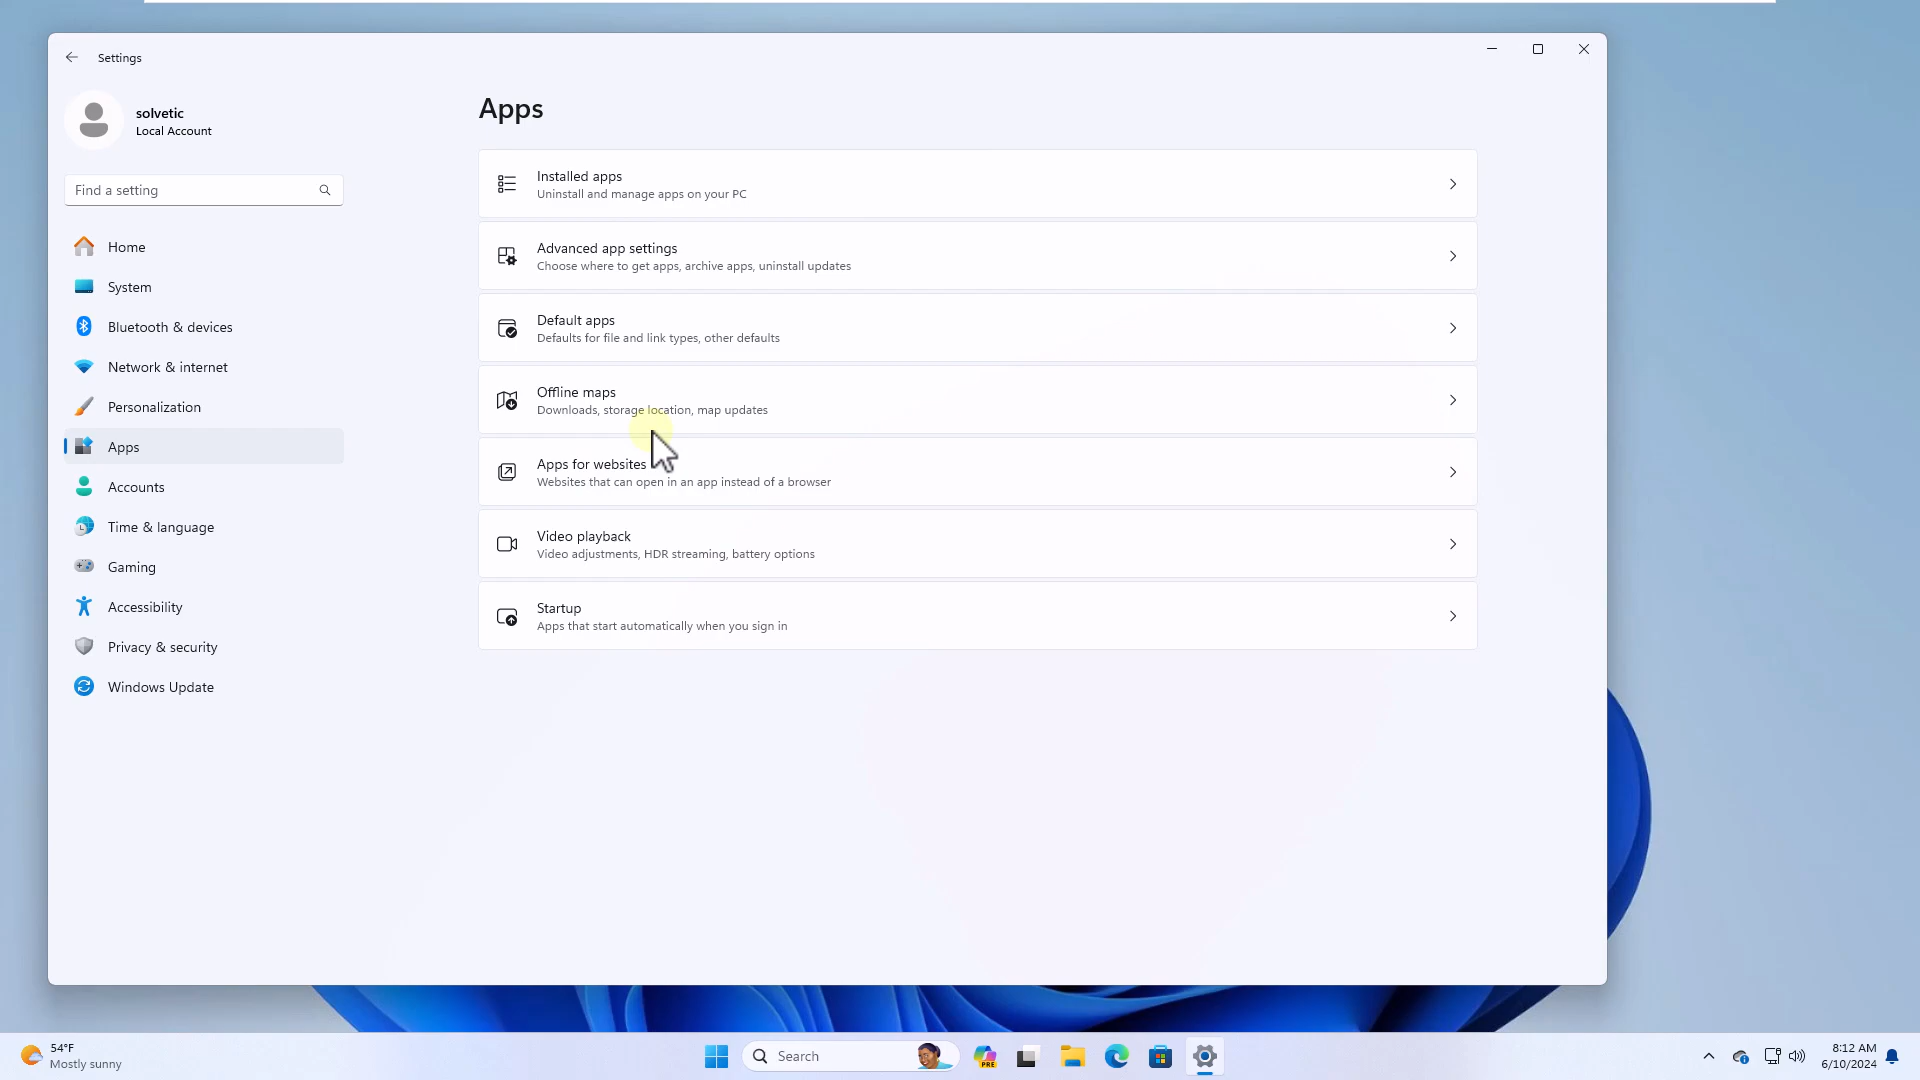 Settings
solvetic
Local Account
Find a setting
Home
System
Bluetooth & devices
Network & internet
Personalization
Apps
Accounts
Time & language
Gaming
Accessibility
Privacy & security
Windows Update
Apps
Installed apps
Uninstall and manage apps on your PC
Advanced app settings
Choose where to get apps, archive apps, uninstall updates
Default apps
Defaults for file and link types, other defaults
Offline maps
Downloads, storage location, map updates
Apps for websites
Websites that can open in an app instead of a browser
Video playback
Video adjustments, HDR streaming, battery options
Startup
Apps that start automatically when you sign in
54°F
Mostly sunny
Search
PRE
8:12 AM
6/10/2024